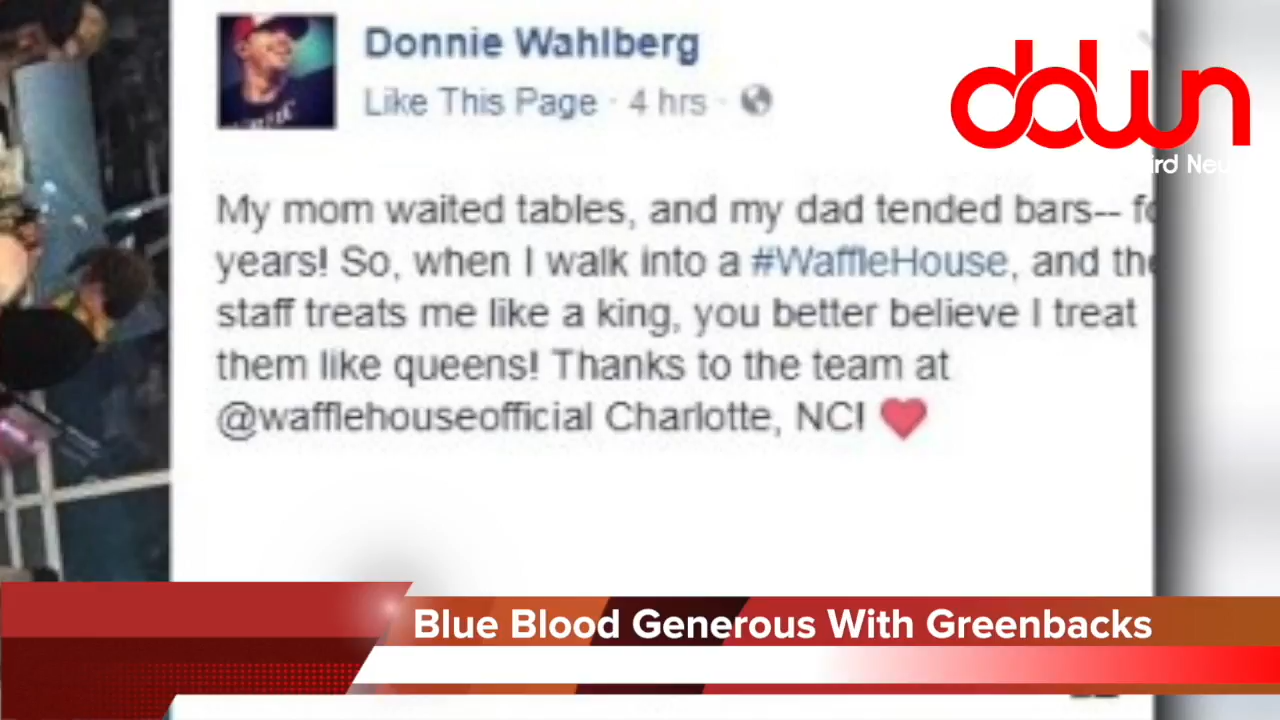 Donnie Wahlberg
Like This Page · 4 hrs ·
down
My mom waited tables, and my dad tended bars--
years! So, when I walk into a #WaffleHouse, and
staff treats me like a king, you better believe I treat
them like queens! Thanks to the team at
@wafflehouseofficial Charlotte, NC! ❤
Blue Blood Generous With Greenbacks